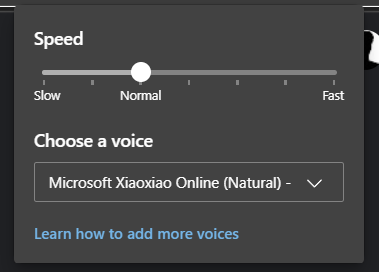 Speed
Slow Normal Fast
Choose a voice
Microsoft Xiaoxiao Online (Natural) -
Learn how to add more voices